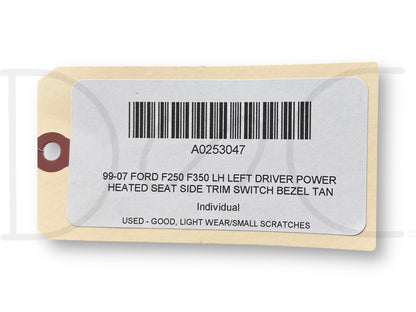 A0253047
99-07 FORD F250 F350 LH LEFT DRIVER POWER
HEATED SEAT SIDE TRIM SWITCH BEZEL TAN
Individual
USED - GOOD, LIGHT WEAR/SMALL SCRATCHES